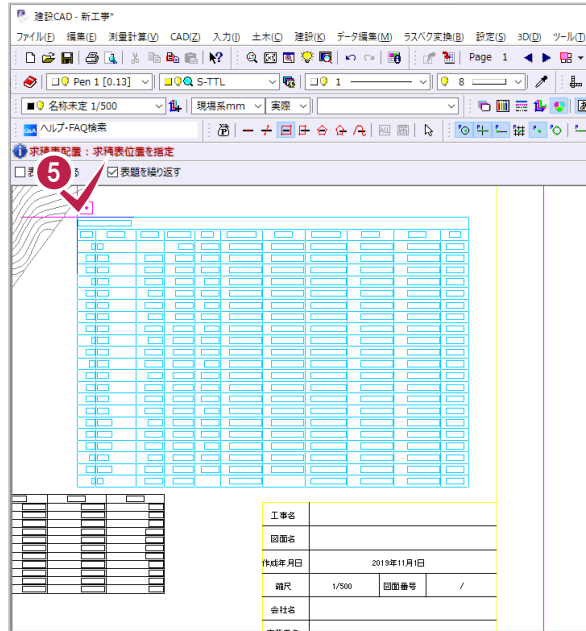 建設CAD - 新工事*
ファイル(F) 編集(E) 測量計算(V) CAD(Z) 入力(I) 土木(C) 建設(K) データ編集(M) ラスベク変換(B) 設定(S) 3D(D) ツール(T)
Page 1
Pen 1 [0.13] S-TTL 1 8
名称未定 1/500 現場系mm 実際
Q&A ヘルプ・FAQ検索
求積表配置：求積表位置を指定
表 る 表題を繰り返す
5
工事名
図面名
作成年月日 2019年11月1日
縮尺 1/500 図面番号 /
会社名